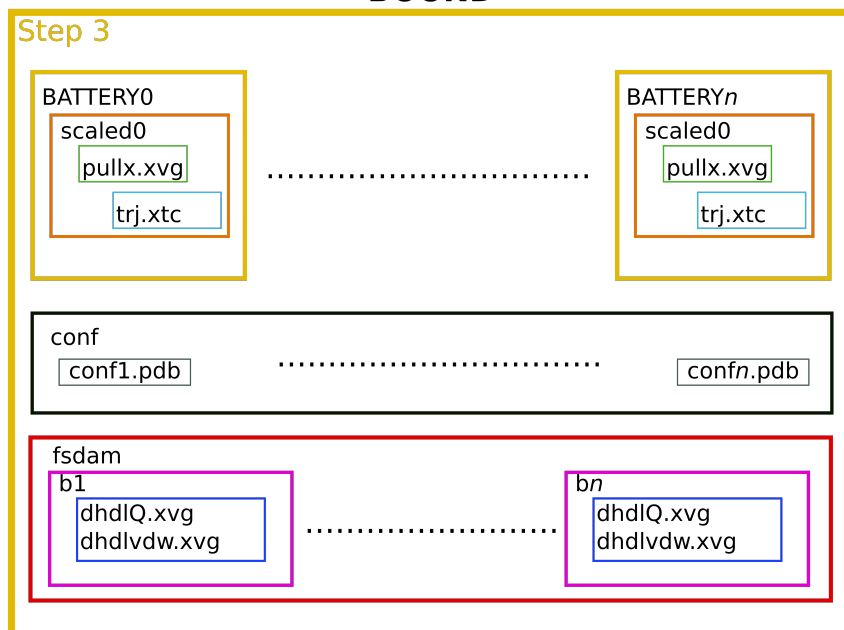 Step 3
BATTERY0
BATTERYn
scaled0
scaled0
pullx.xvg
pullx.xvg
trj.xtc
trj.xtc
conf
conf1.pdb
confn.pdb
fsdam
b1
bn
dhdlQ.xvg
dhdlvdw.xvg
dhdlQ.xvg
dhdlvdw.xvg